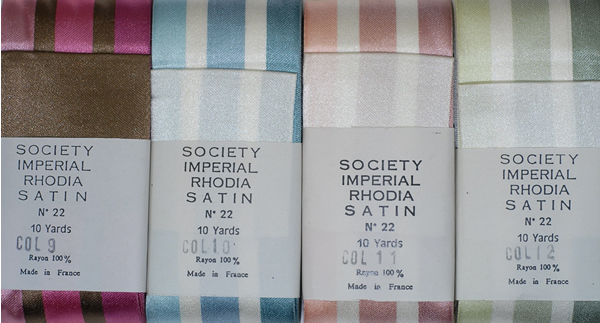 SOCIETY
IMPERIAL
RHODIA
SATIN
N° 22
10 Yards
COL 9
Rayon 100%
Made in France
SOCIETY
IMPERIAL
RHODIA
SATIN
N° 22
10 Yards
COL 10
Rayon 100%
Made in France
SOCIETY
IMPERIAL
RHODIA
SATIN
N° 22
10 Yards
COL 11
Rayon 100%
Made in France
SOCIETY
IMPERIAL
RHODIA
SATIN
N° 22
10 Yards
COL 12
Rayon 100%
Made in France